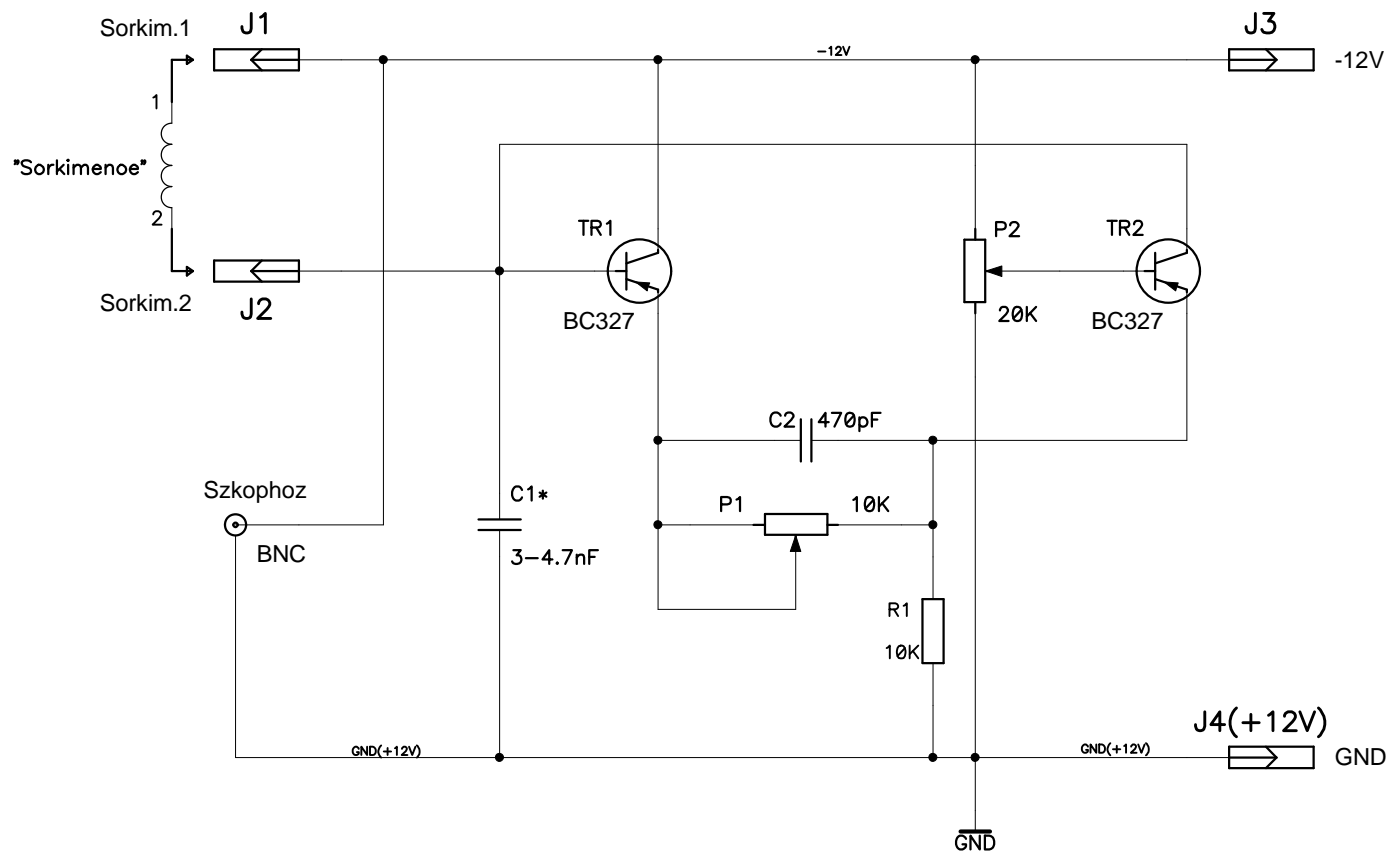 Sorkim.1
J1
-12V
J3
-12V
1
"Sorkimenoe"
2
Sorkim.2
J2
TR1
BC327
P2
20K
TR2
BC327
C2 470pF
Szkophoz
BNC
C1*
3-4.7nF
P1
10K
R1
10K
J4(+12V)
GND(+12V)
GND(+12V)
GND
GND